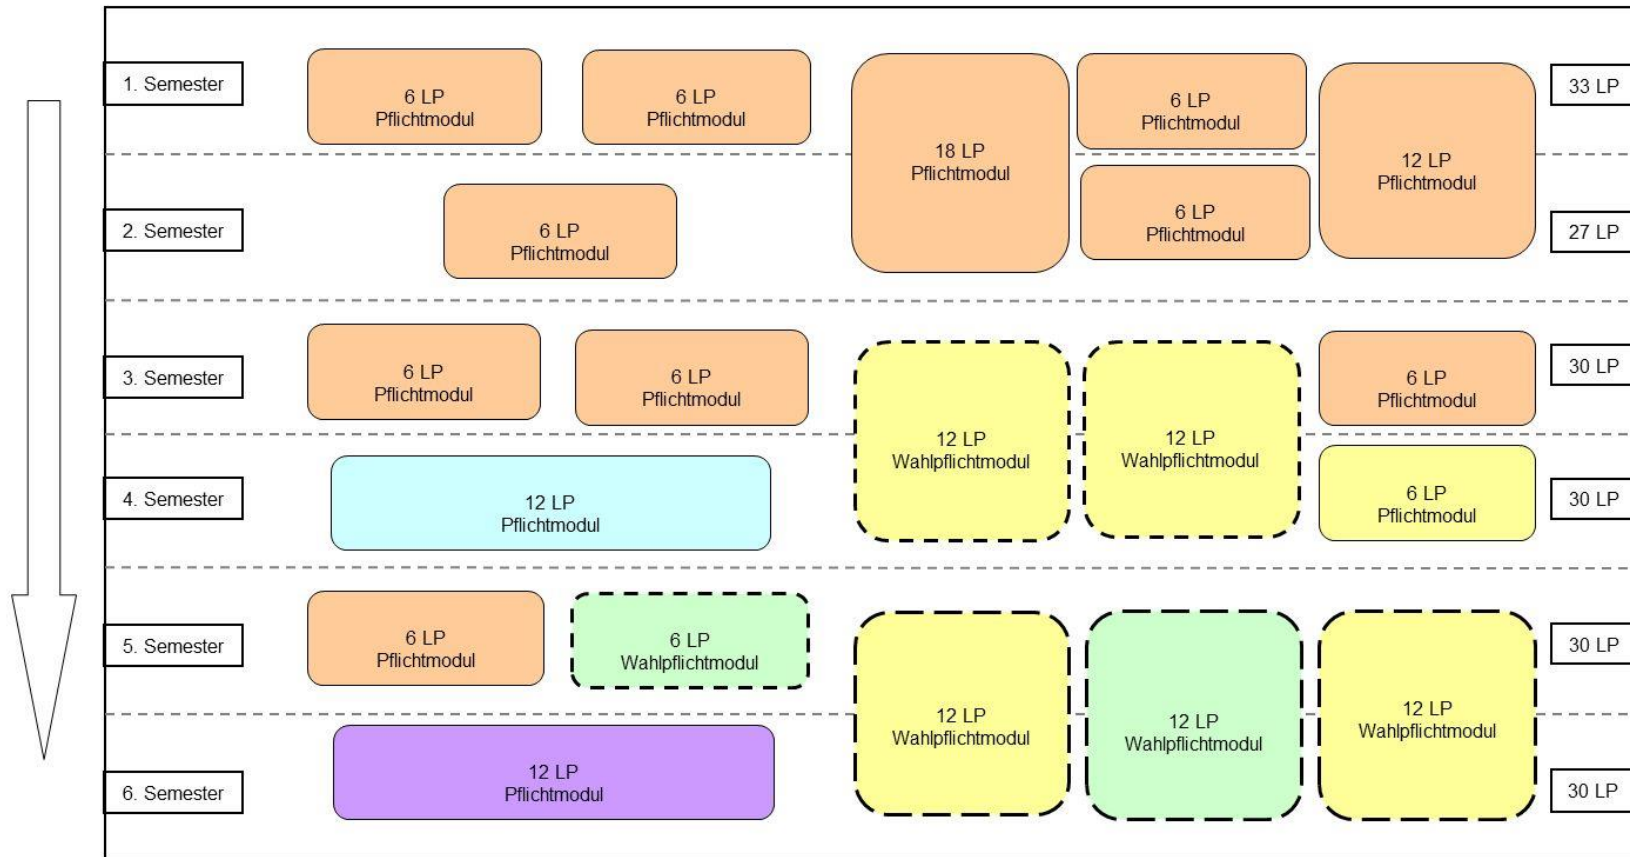 1. Semester
6 LP
Pflichtmodul
6 LP
Pflichtmodul
18 LP
Pflichtmodul
6 LP
Pflichtmodul
12 LP
Pflichtmodul
33 LP
2. Semester
6 LP
Pflichtmodul
6 LP
Pflichtmodul
27 LP
3. Semester
6 LP
Pflichtmodul
6 LP
Pflichtmodul
12 LP
Wahlpflichtmodul
12 LP
Wahlpflichtmodul
6 LP
Pflichtmodul
30 LP
4. Semester
12 LP
Pflichtmodul
6 LP
Pflichtmodul
30 LP
5. Semester
6 LP
Pflichtmodul
6 LP
Wahlpflichtmodul
12 LP
Wahlpflichtmodul
12 LP
Wahlpflichtmodul
12 LP
Wahlpflichtmodul
30 LP
6. Semester
12 LP
Pflichtmodul
30 LP